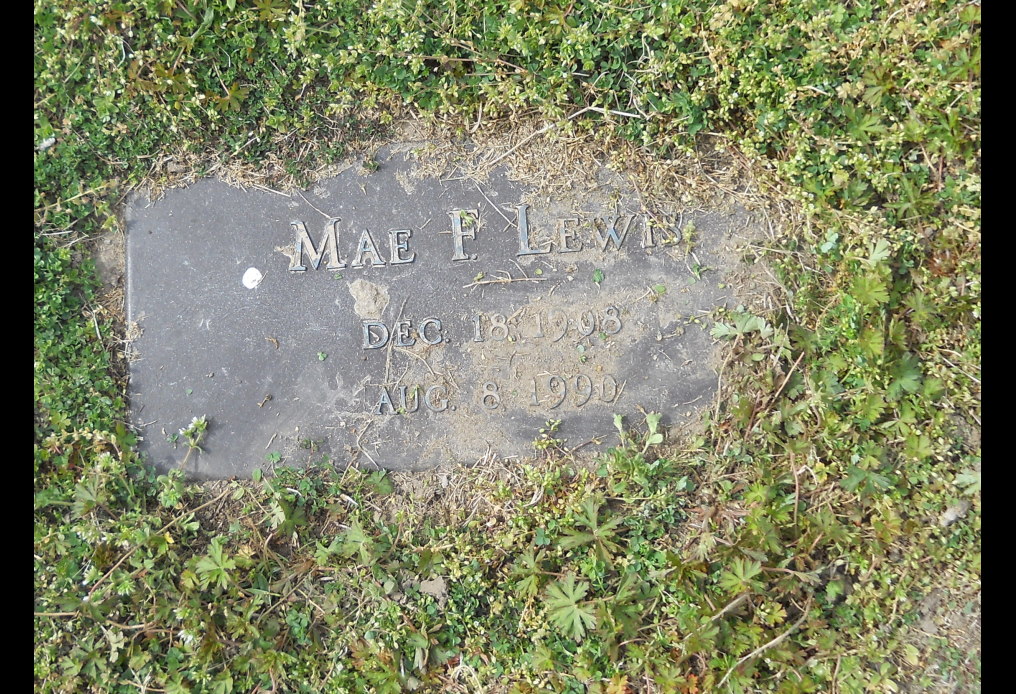 MAE F. LEWIS
DEC. 18, 1908
AUG. 8, 1990